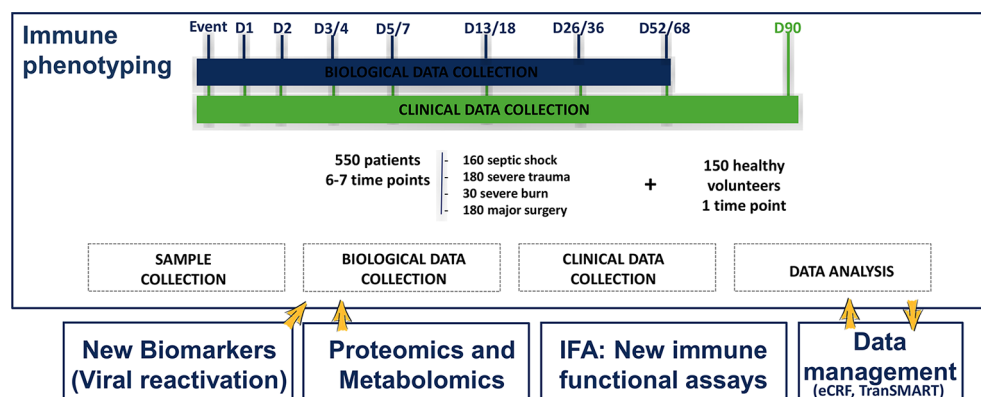 Immune
phenotyping
Event D1 D2 D3/4 D5/7 D13/18 D26/36 D52/68 D90
BIOLOGICAL DATA COLLECTION
CLINICAL DATA COLLECTION
550 patients
6-7 time points
- 160 septic shock
- 180 severe trauma
- 30 severe burn
- 180 major surgery
+
150 healthy
volunteers
1 time point
SAMPLE
COLLECTION
BIOLOGICAL DATA
COLLECTION
CLINICAL DATA
COLLECTION
DATA ANALYSIS
New Biomarkers
(Viral reactivation)
Proteomics and
Metabolomics
IFA: New immune
functional assays
Data
management
(eCRF, TranSMART)